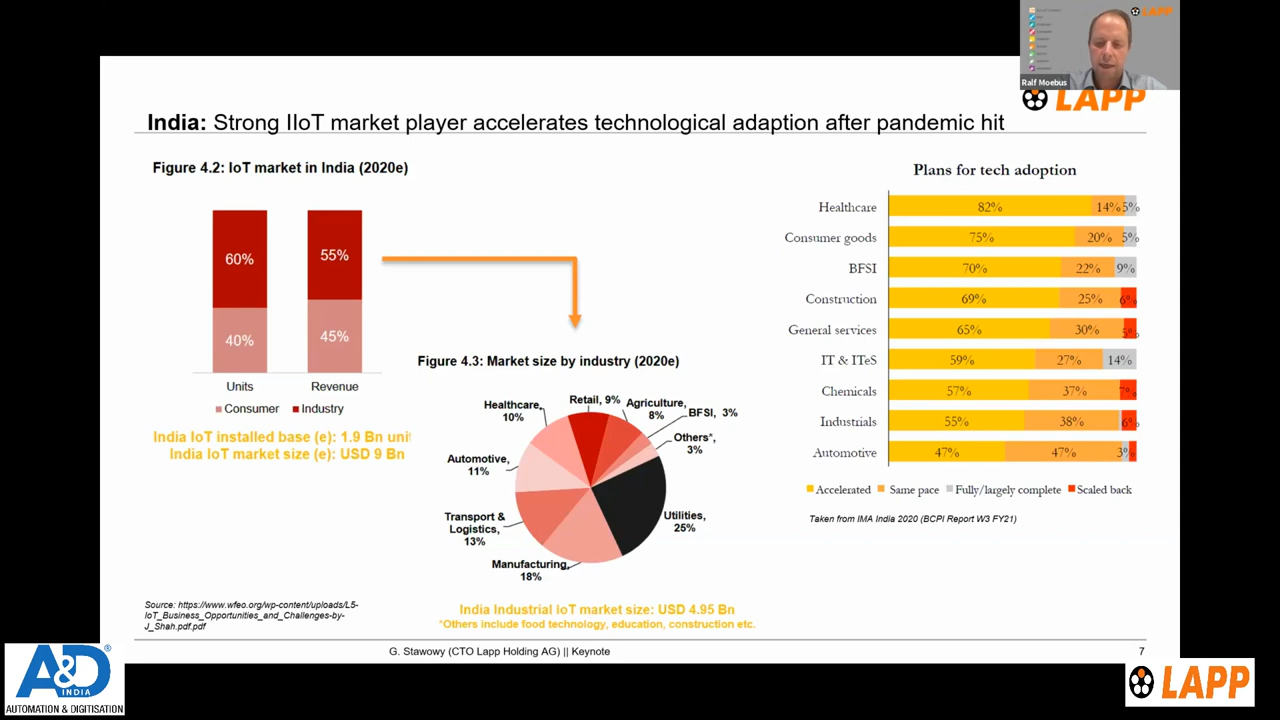 LAPP
Ralf Moebus
LAPP
India: Strong IIoT market player accelerates technological adaption after pandemic hit
Figure 4.2: IoT market in India (2020e)
60%
55%
40%
45%
Units
Revenue
Consumer
Industry
India IoT installed base (e): 1.9 Bn unit
India IoT market size (e): USD 9 Bn
Figure 4.3: Market size by industry (2020e)
Retail, 9%
Agriculture,
8%
BFSI, 3%
Others*,
3%
Utilities,
25%
Manufacturing,
18%
Transport &
Logistics,
13%
Automotive,
11%
Healthcare,
10%
India Industrial IoT market size: USD 4.95 Bn
*Others include food technology, education, construction etc.
Plans for tech adoption
Healthcare 82% 14% 5%
Consumer goods 75% 20% 5%
BFSI 70% 22% 9%
Construction 69% 25% 6%
General services 65% 30% 5%
IT & ITeS 59% 27% 14%
Chemicals 57% 37% 7%
Industrials 55% 38% 6%
Automotive 47% 47% 3%
Accelerated Same pace Fully/largely complete Scaled back
Taken from IMA India 2020 (BCPI Report W3 FY21)
Source: https://www.wfeo.org/wp-content/uploads/L5-
IoT_Business_Opportunities_and_Challenges-by-
J_Shah.pdf.pdf
G. Stawowy (CTO Lapp Holding AG) || Keynote
7
A&D
INDIA
AUTOMATION & DIGITISATION
LAPP